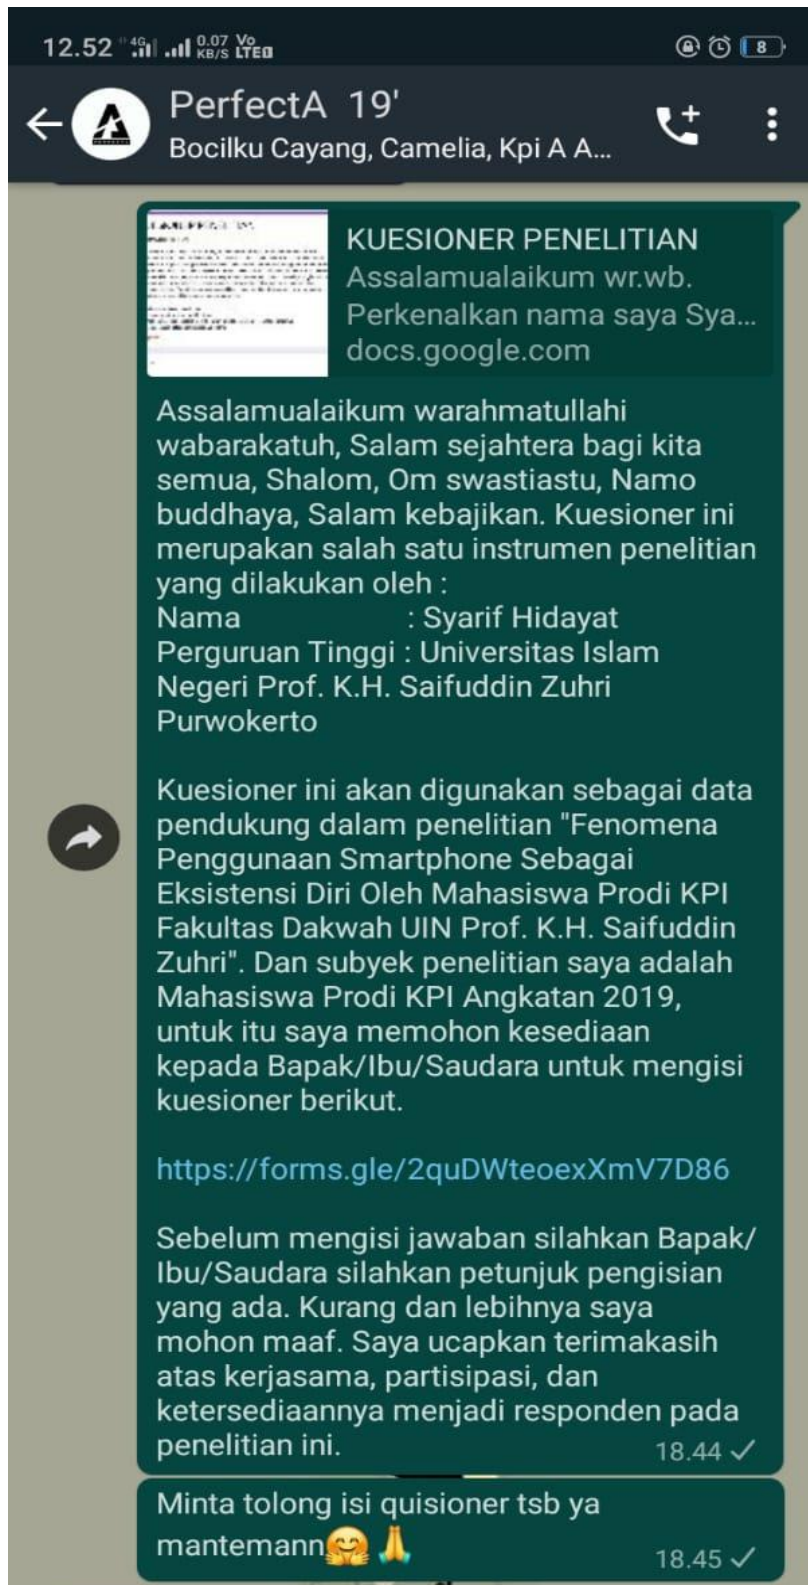 12.52 4G 0.07 KB/S Vo LTE 8
PerfectA 19'
Bocilku Cayang, Camelia, Kpi A A...
KUESIONER PENELITIAN
Assalamualaikum wr.wb.
Perkenalkan nama saya Sya...
docs.google.com
Assalamualaikum warahmatullahi
wabarakatuh, Salam sejahtera bagi kita
semua, Shalom, Om swastiastu, Namo
buddhaya, Salam kebajikan. Kuesioner ini
merupakan salah satu instrumen penelitian
yang dilakukan oleh :
Nama : Syarif Hidayat
Perguruan Tinggi : Universitas Islam
Negeri Prof. K.H. Saifuddin Zuhri
Purwokerto
Kuesioner ini akan digunakan sebagai data
pendukung dalam penelitian "Fenomena
Penggunaan Smartphone Sebagai
Eksistensi Diri Oleh Mahasiswa Prodi KPI
Fakultas Dakwah UIN Prof. K.H. Saifuddin
Zuhri". Dan subyek penelitian saya adalah
Mahasiswa Prodi KPI Angkatan 2019,
untuk itu saya memohon kesediaan
kepada Bapak/Ibu/Saudara untuk mengisi
kuesioner berikut.
https://forms.gle/2quDWteoexXmV7D86
Sebelum mengisi jawaban silahkan Bapak/
Ibu/Saudara silahkan petunjuk pengisian
yang ada. Kurang dan lebihnya saya
mohon maaf. Saya ucapkan terimakasih
atas kerjasama, partisipasi, dan
ketersediaannya menjadi responden pada
penelitian ini.
18.44
Minta tolong isi quisioner tsb ya
mantemann🤗🙏
18.45